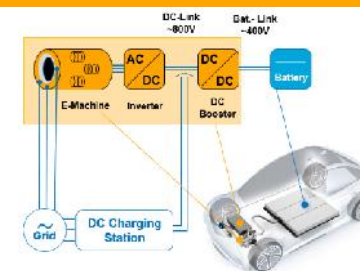 DC-Link
~800V
Bat.- Link
~400V
AC
DC
DC
DC
Battery
E-Machine
Inverter
DC
Booster
~
Grid
DC Charging
Station